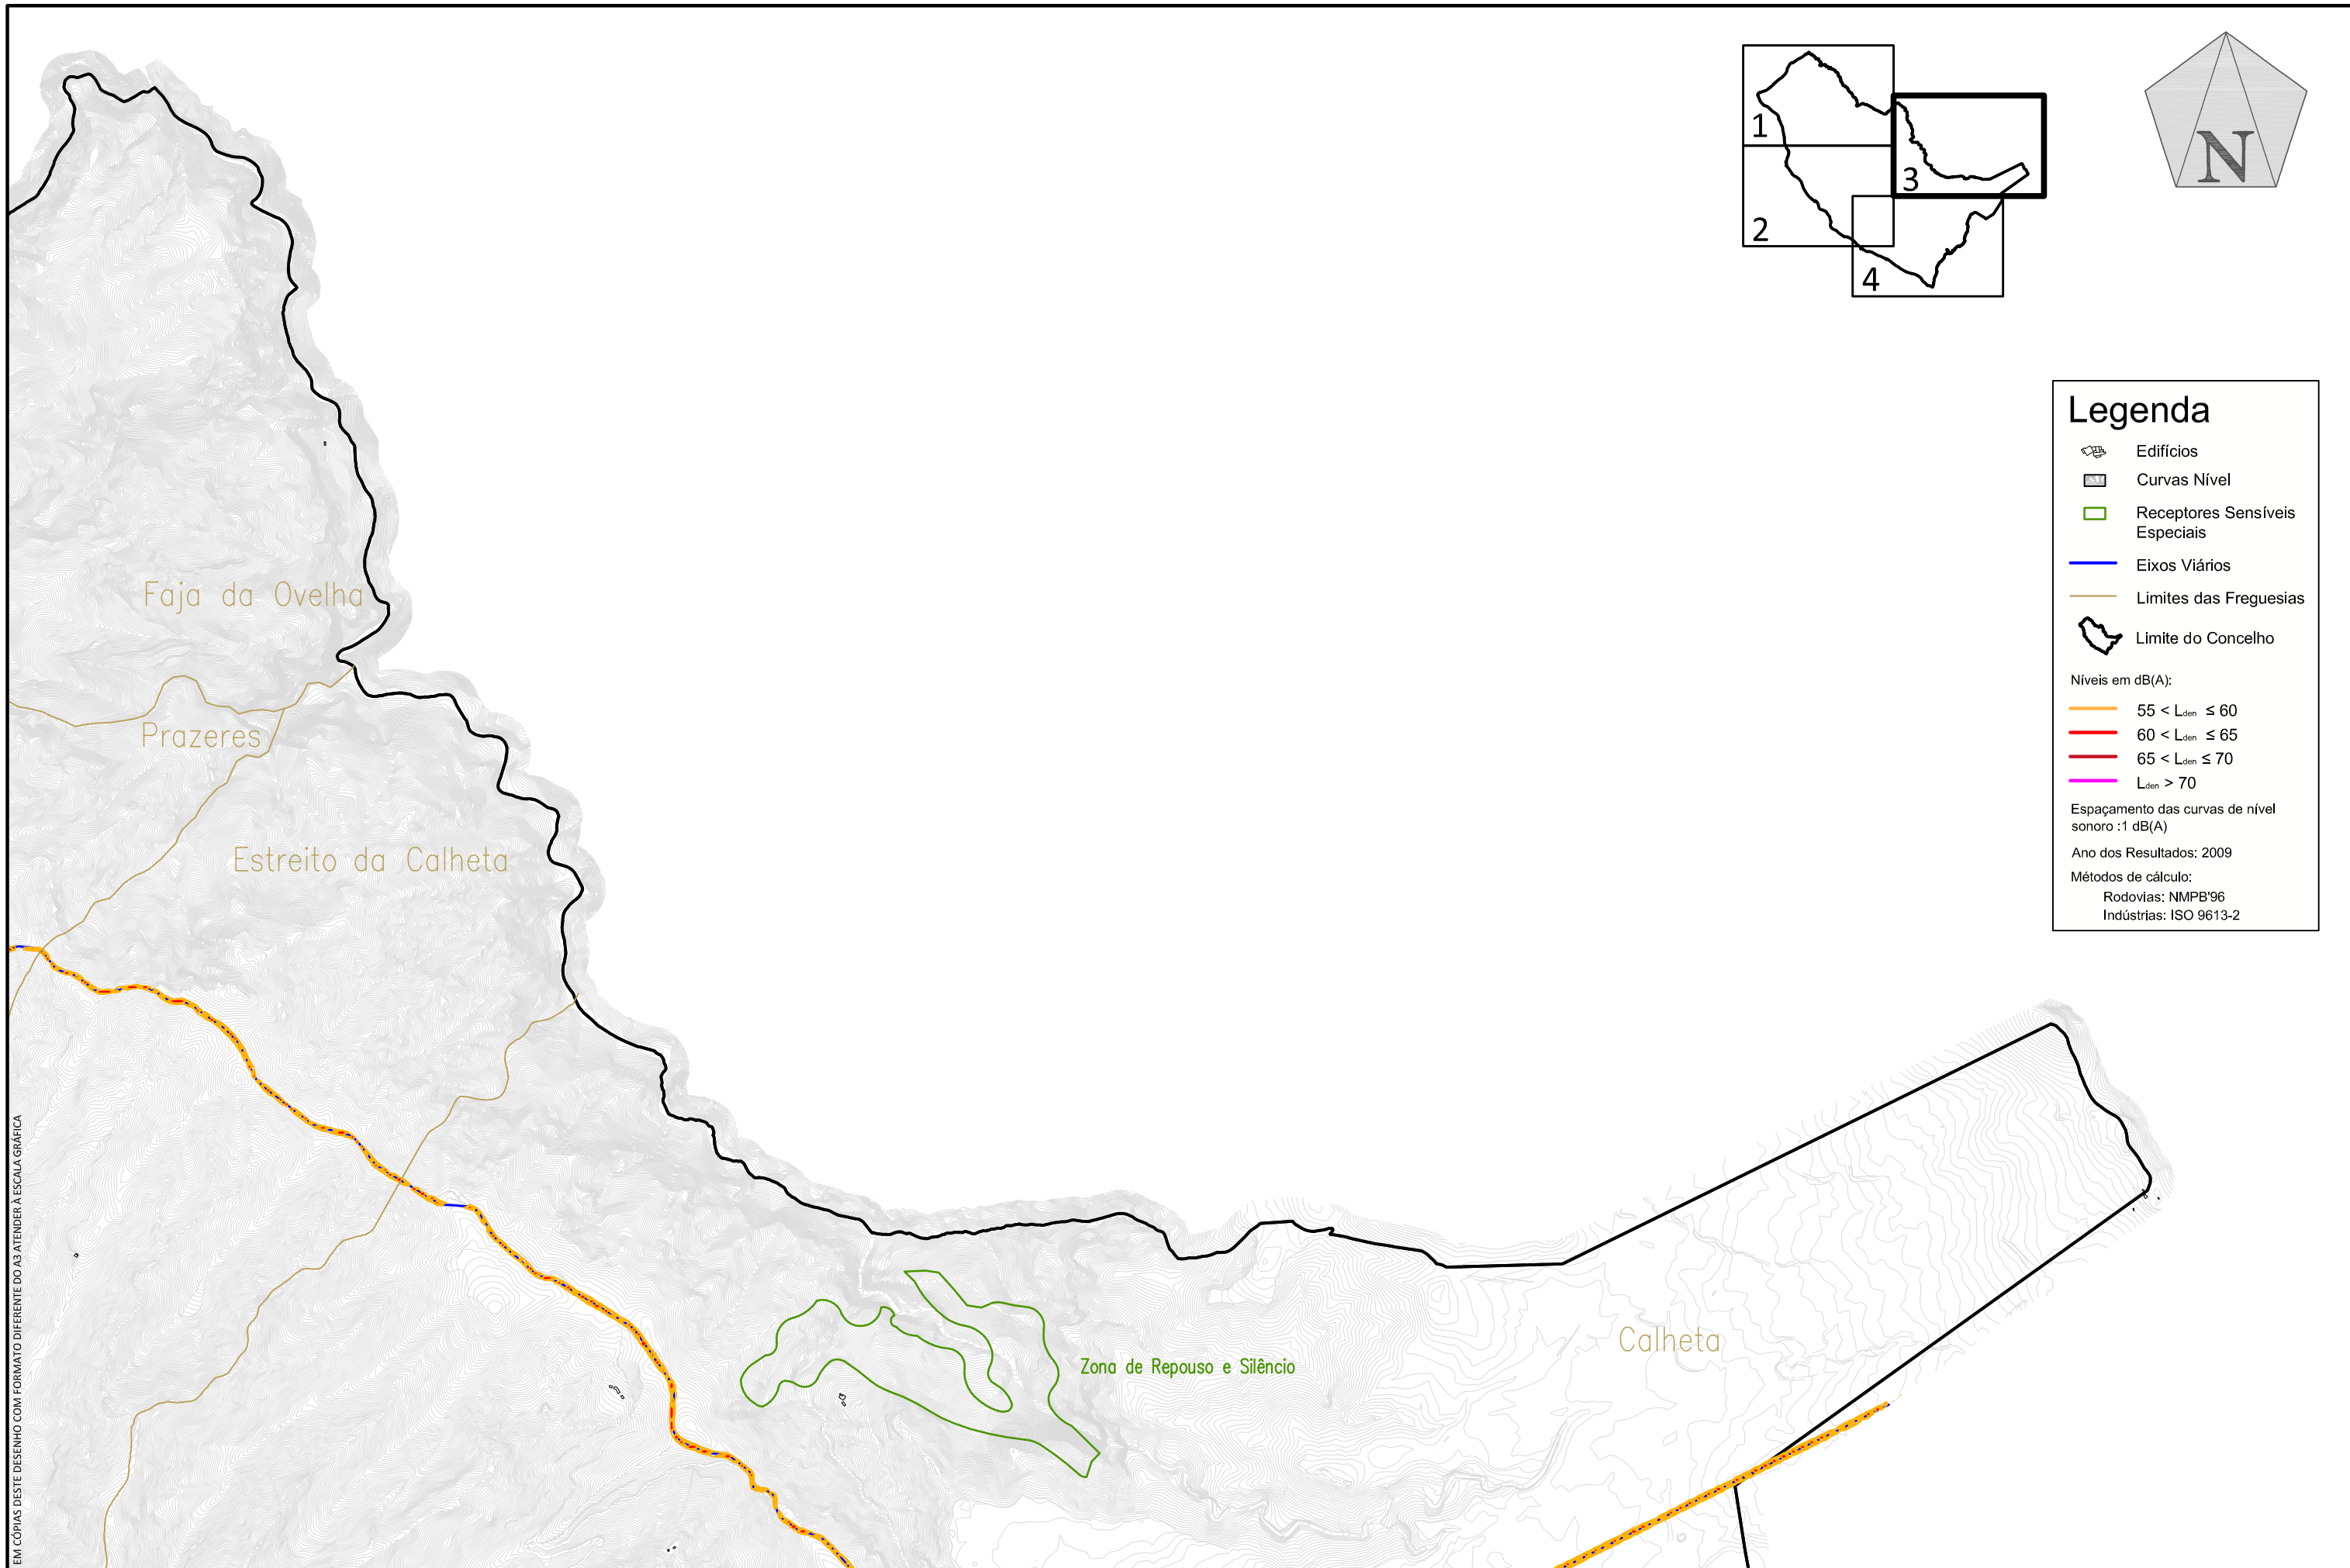 1
2
3
4
N
Legenda
Edifícios
Curvas Nível
Receptores Sensíveis
Especiais
Eixos Viários
Limites das Freguesias
Limite do Concelho
Níveis em dB(A):
55 < Lden ≤ 60
60 < Lden ≤ 65
65 < Lden ≤ 70
Lden > 70
Espaçamento das curvas de nível
sonoro :1 dB(A)
Ano dos Resultados: 2009
Métodos de cálculo:
Rodovias: NMPB'96
Indústrias: ISO 9613-2
Faja da Ovelha
Prazeres
Estreito da Calheta
Zona de Repouso e Silêncio
Calheta
EM CÓPIAS DESTE DESENHO COM FORMATO DIFERENTE DO A3 ATENDER À ESCALA GRÁFICA